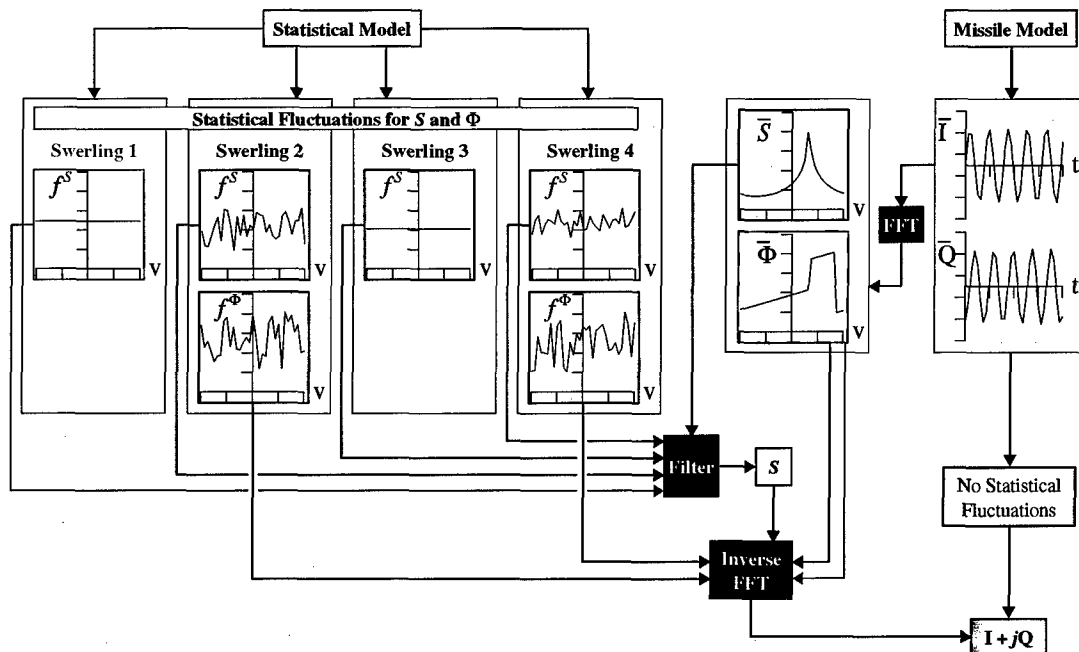 Statistical Model
Missile Model
Statistical Fluctuations for S and Φ
Swerling 1
Swerling 2
Swerling 3
Swerling 4
f^S
V
f^S
V
f^S
V
f^S
V
f^Φ
V
f^Φ
V
S̅
V
Φ̅
V
FFT
I̅
t
Q̅
t
Filter
S
Inverse
FFT
No Statistical
Fluctuations
I + jQ